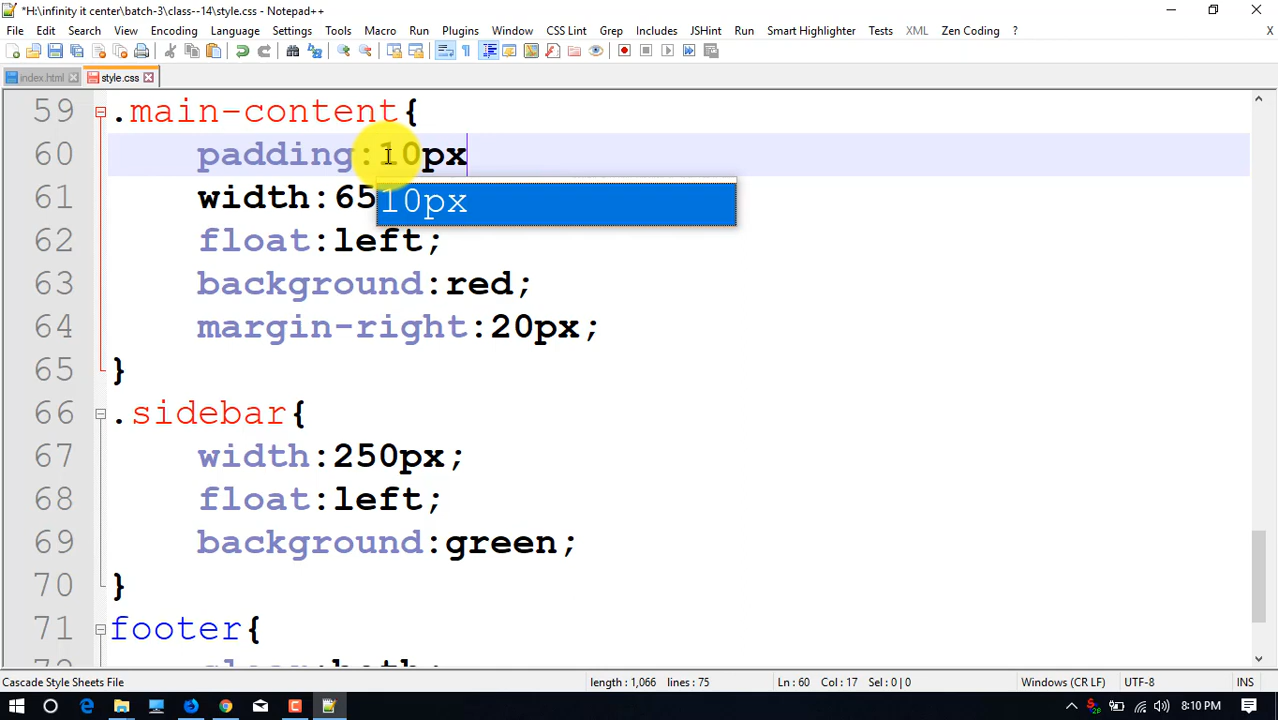 *H:\infinity it center\batch-3\class--14\style.css - Notepad++
File Edit Search View Encoding Language Settings Tools Macro Run Plugins Window CSS Lint Grep Includes JSHint Run Smart Highlighter Tests XML Zen Coding ? X
index.html style.css
59 .main-content{
60 padding:10px
61 width:65
10px
62 float:left;
63 background:red;
64 margin-right:20px;
65 }
66 .sidebar{
67 width:250px;
68 float:left;
69 background:green;
70 }
71 footer{
72 clear:both;
Cascade Style Sheets File length : 1,066 lines : 75 Ln : 60 Col : 17 Sel : 0 | 0 Windows (CR LF) UTF-8 INS
8:10 PM